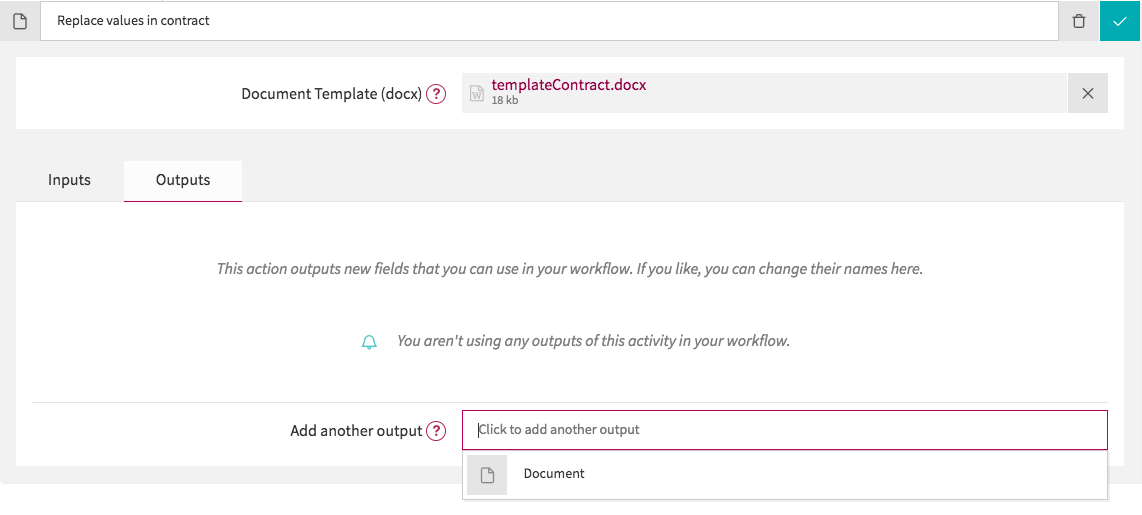 Replace values in contract
Document Template (docx) ?
templateContract.docx
18 kb
Inputs
Outputs
This action outputs new fields that you can use in your workflow. If you like, you can change their names here.
You aren't using any outputs of this activity in your workflow.
Add another output ?
Click to add another output
Document